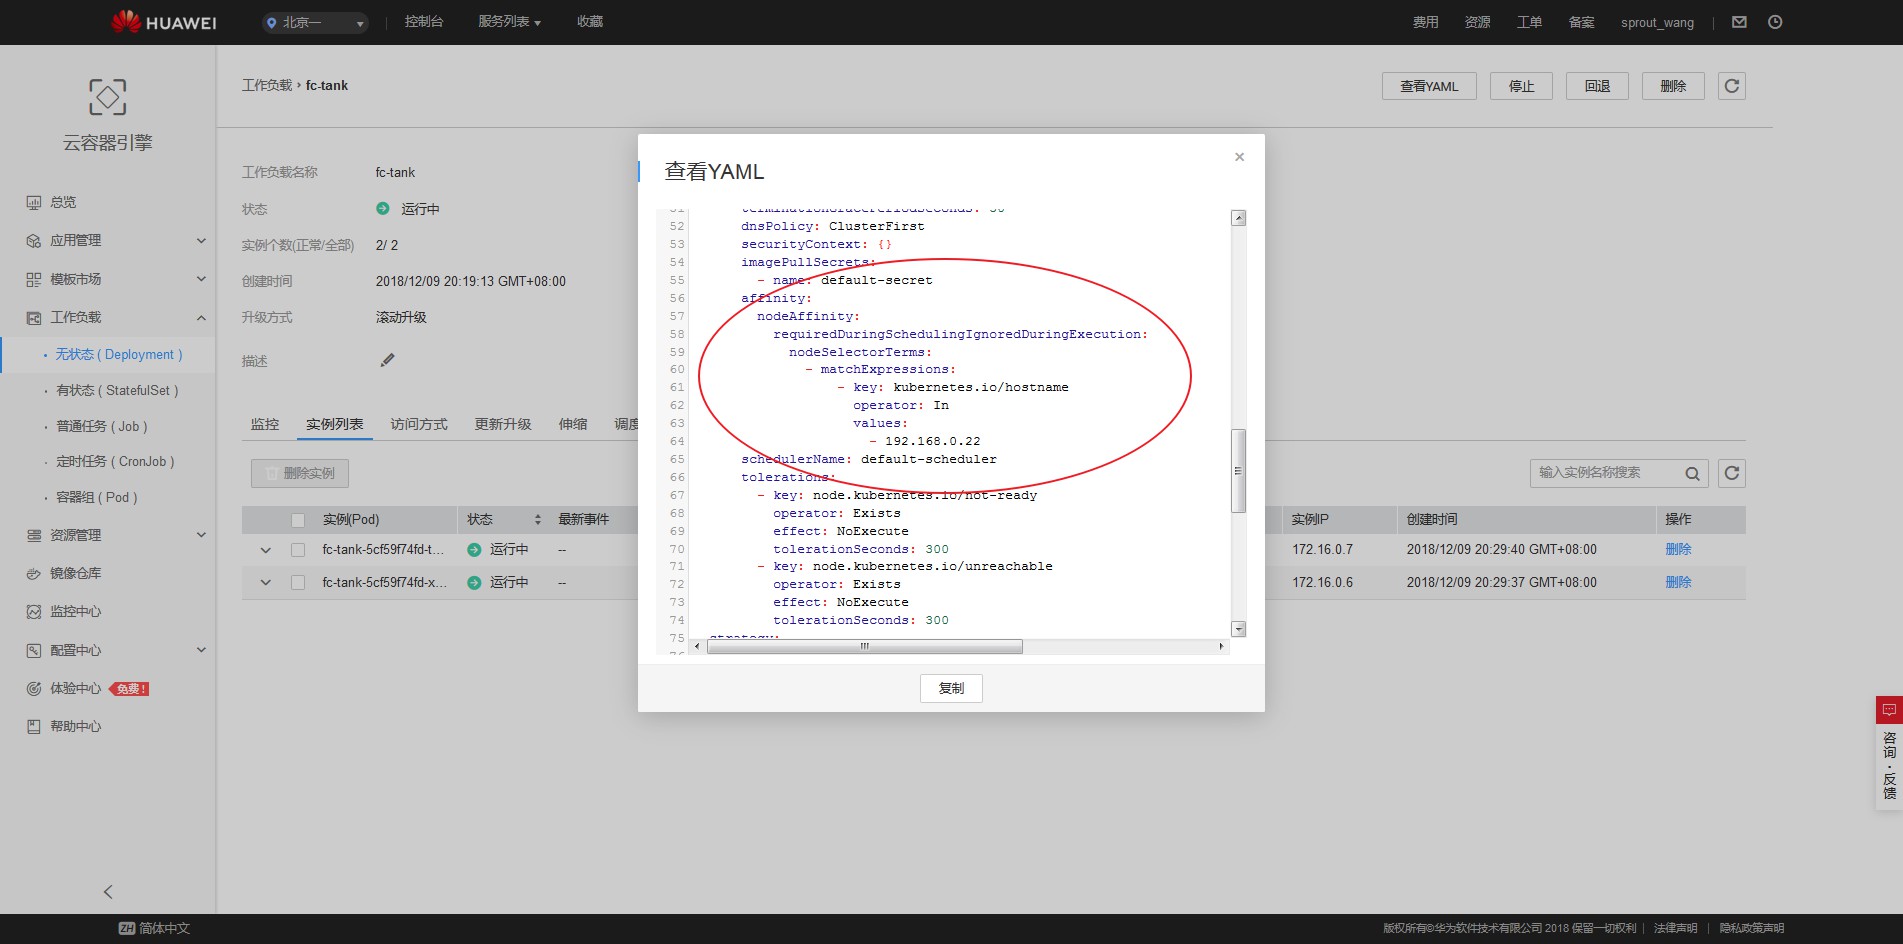 HUAWEI 北京一 控制台 服务列表 收藏 费用 资源 工单 备案 sprout_wang
云容器引擎
总览
应用管理
模板市场
工作负载
无状态 ( Deployment )
有状态 ( StatefulSet )
普通任务 ( Job )
定时任务 ( CronJob )
容器组 ( Pod )
资源管理
镜像仓库
监控中心
配置中心
体验中心 免费!
帮助中心
工作负载 › fc-tank
查看YAML 停止 回退 删除
工作负载名称 fc-tank
状态 运行中
实例个数(正常/全部) 2/ 2
创建时间 2018/12/09 20:19:13 GMT+08:00
升级方式 滚动升级
描述
监控 实例列表 访问方式 更新升级 伸缩 调度
删除实例
输入实例名称搜索
实例(Pod) 状态 最新事件 实例IP 创建时间 操作
fc-tank-5cf59f74fd-t... 运行中 -- 172.16.0.7 2018/12/09 20:29:40 GMT+08:00 删除
fc-tank-5cf59f74fd-x... 运行中 -- 172.16.0.6 2018/12/09 20:29:37 GMT+08:00 删除
查看YAML ×
51 terminationGracePeriodSeconds: 30
52 dnsPolicy: ClusterFirst
53 securityContext: {}
54 imagePullSecrets:
55 - name: default-secret
56 affinity:
57 nodeAffinity:
58 requiredDuringSchedulingIgnoredDuringExecution:
59 nodeSelectorTerms:
60 - matchExpressions:
61 - key: kubernetes.io/hostname
62 operator: In
63 values:
64 - 192.168.0.22
65 schedulerName: default-scheduler
66 tolerations:
67 - key: node.kubernetes.io/not-ready
68 operator: Exists
69 effect: NoExecute
70 tolerationSeconds: 300
71 - key: node.kubernetes.io/unreachable
72 operator: Exists
73 effect: NoExecute
74 tolerationSeconds: 300
75 strategy:
76
复制
咨询·反馈
ZH 简体中文
版权所有©华为软件技术有限公司 2018 保留一切权利 | 法律声明 | 隐私政策声明